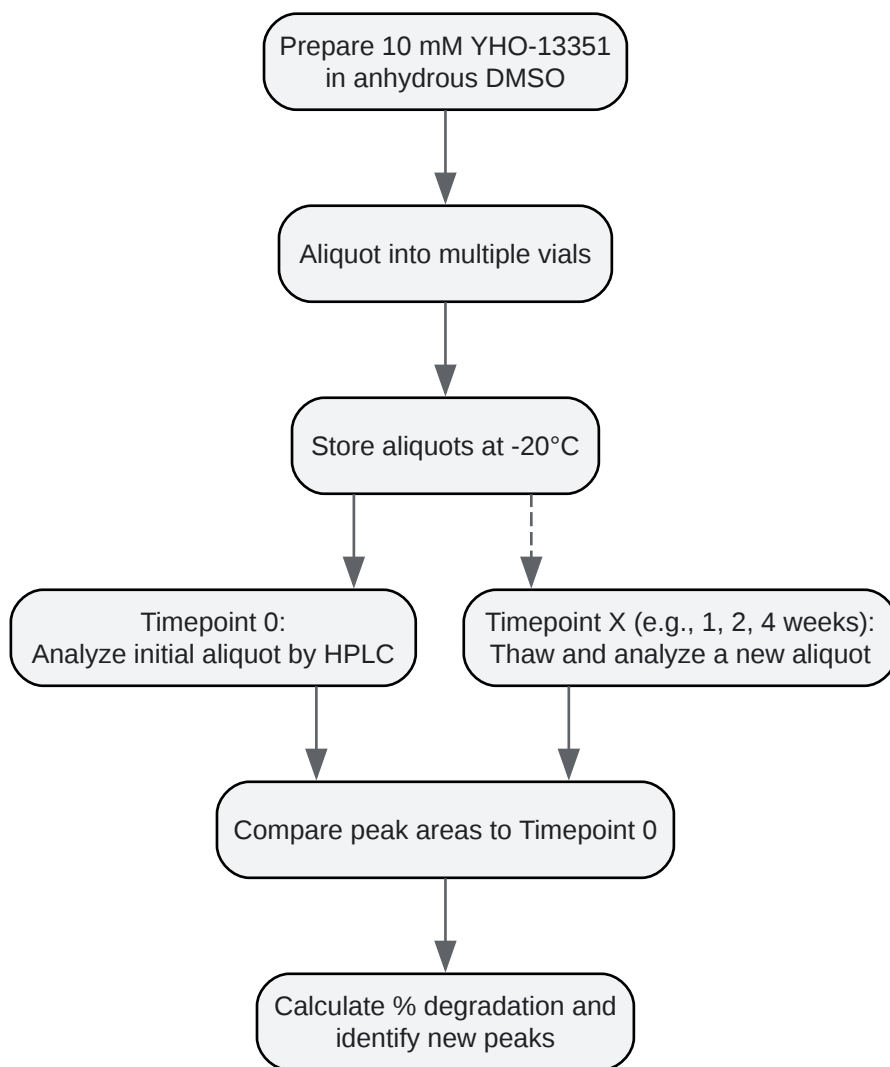 Prepare 10 mM YHO-13351
in anhydrous DMSO
Aliquot into multiple vials
Store aliquots at -20°C
Timepoint 0:
Analyze initial aliquot by HPLC
Timepoint X (e.g., 1, 2, 4 weeks):
Thaw and analyze a new aliquot
Compare peak areas to Timepoint 0
Calculate % degradation and
identify new peaks